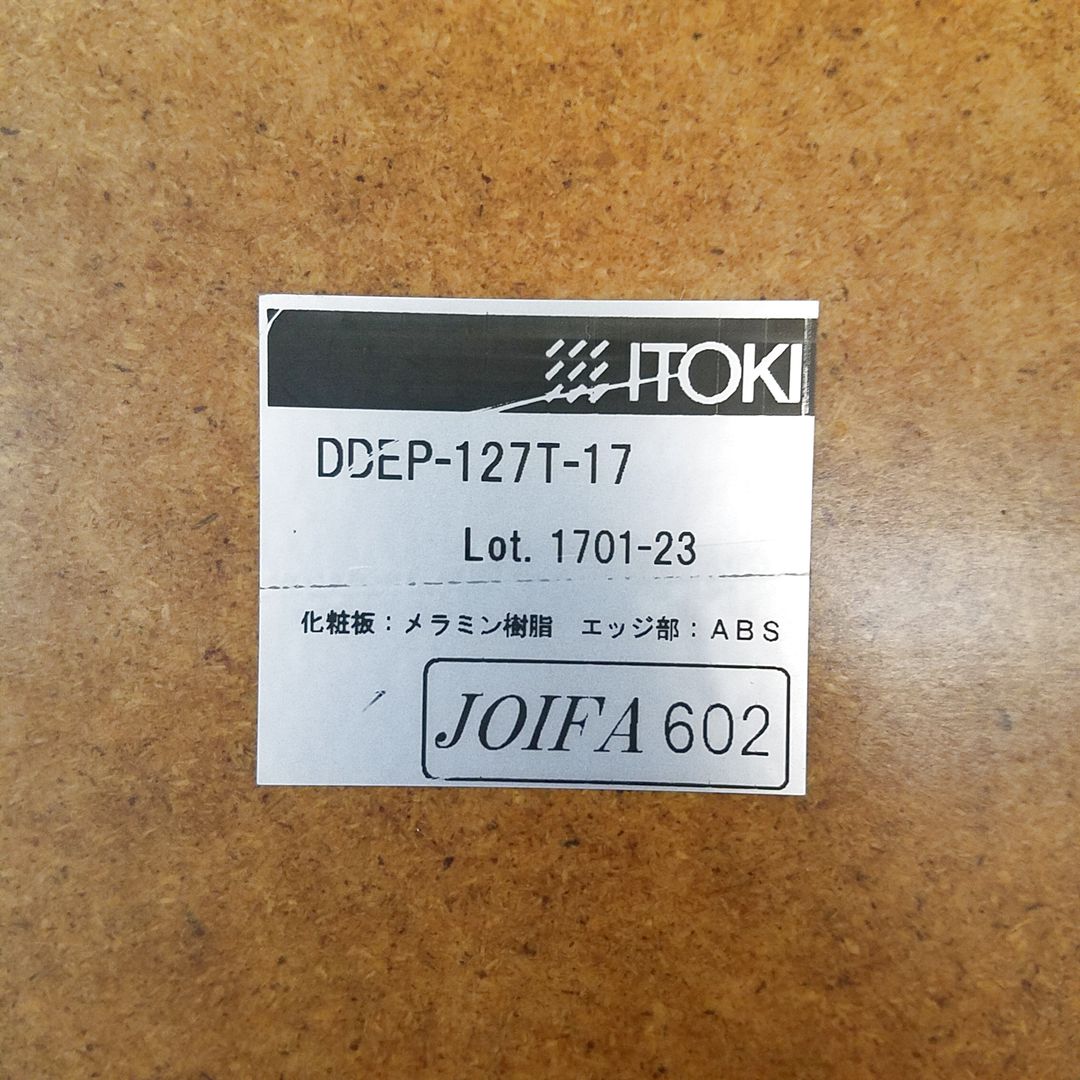 ITOKI
DDEP-127T-17
Lot. 1701-23
化粧板：メラミン樹脂　エッジ部：ＡＢＳ
JOIFA 602